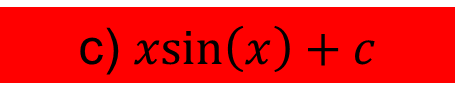 c) xsin(x) + c